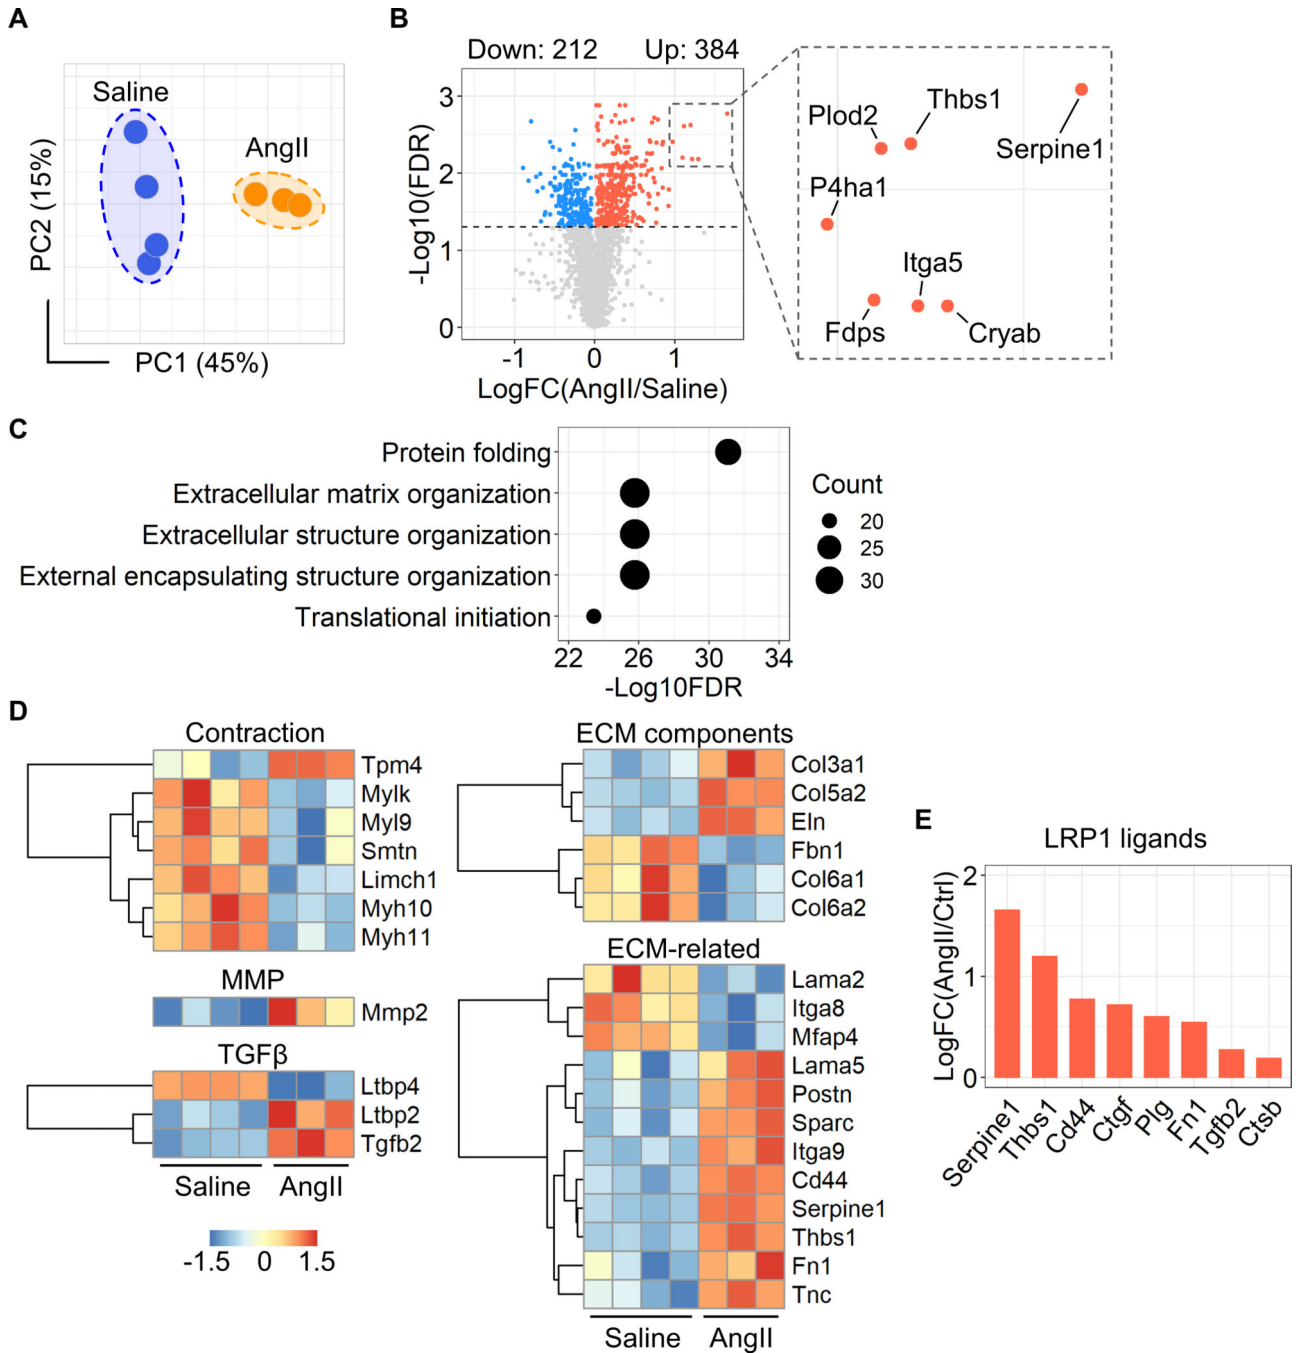 A
Saline
AngII
PC2 (15%)
PC1 (45%)
B
Down: 212 Up: 384
-Log10(FDR)
3
2
1
0
-1 0 1
LogFC(AngII/Saline)
Plod2
Thbs1
Serpine1
P4ha1
Itga5
Fdps
Cryab
C
Protein folding
Extracellular matrix organization
Extracellular structure organization
External encapsulating structure organization
Translational initiation
22 26 30 34
-Log10FDR
Count
20
25
30
D
Contraction
Tpm4
Mylk
Myl9
Smtn
Limch1
Myh10
Myh11
MMP
Mmp2
TGFβ
Ltbp4
Ltbp2
Tgfb2
Saline AngII
-1.5 0 1.5
ECM components
Col3a1
Col5a2
Eln
Fbn1
Col6a1
Col6a2
ECM-related
Lama2
Itga8
Mfap4
Lama5
Postn
Sparc
Itga9
Cd44
Serpine1
Thbs1
Fn1
Tnc
Saline AngII
E
LRP1 ligands
LogFC(AngII/Ctrl)
2
1
0
Serpine1
Thbs1
Cd44
Ctgf
Plg
Fn1
Tgfb2
Ctsb